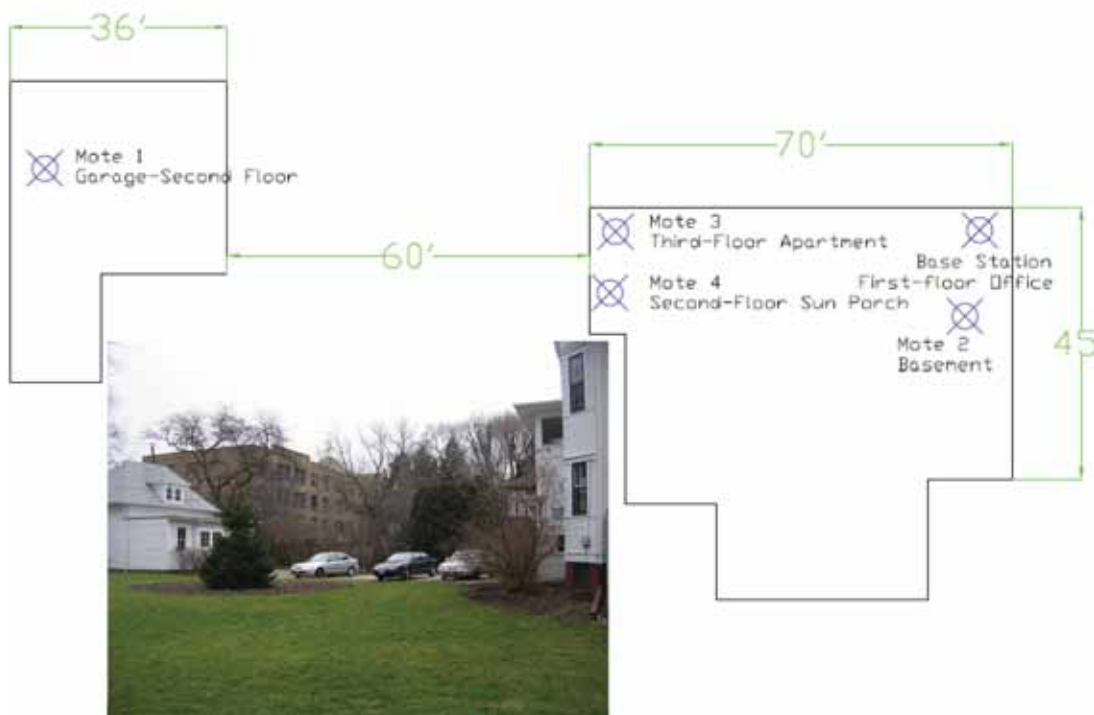 36'
70'
Mote 1
Garage-Second Floor
Mote 3
Third-Floor Apartment
60'
Base Station
First-floor Office
Mote 4
Second-Floor Sun Porch
Mote 2
Basement
45